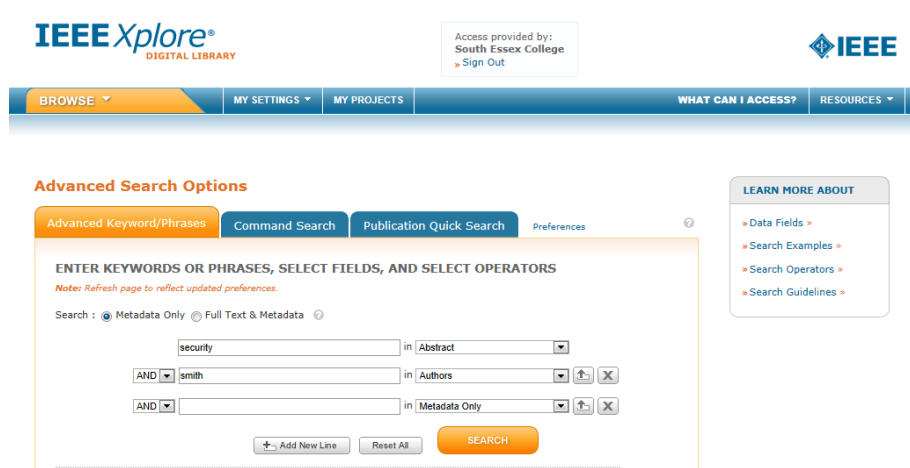 IEEE Xplore®
DIGITAL LIBRARY
Access provided by:
South Essex College
» Sign Out
IEEE
BROWSE MY SETTINGS MY PROJECTS WHAT CAN I ACCESS? RESOURCES
Advanced Search Options
Advanced Keyword/Phrases Command Search Publication Quick Search Preferences ?
ENTER KEYWORDS OR PHRASES, SELECT FIELDS, AND SELECT OPERATORS
Note: Refresh page to reflect updated preferences.
Search : Metadata Only Full Text & Metadata ?
security in Abstract
AND smith in Authors X
AND in Metadata Only X
Add New Line Reset All SEARCH
LEARN MORE ABOUT
» Data Fields »
» Search Examples »
» Search Operators »
» Search Guidelines »